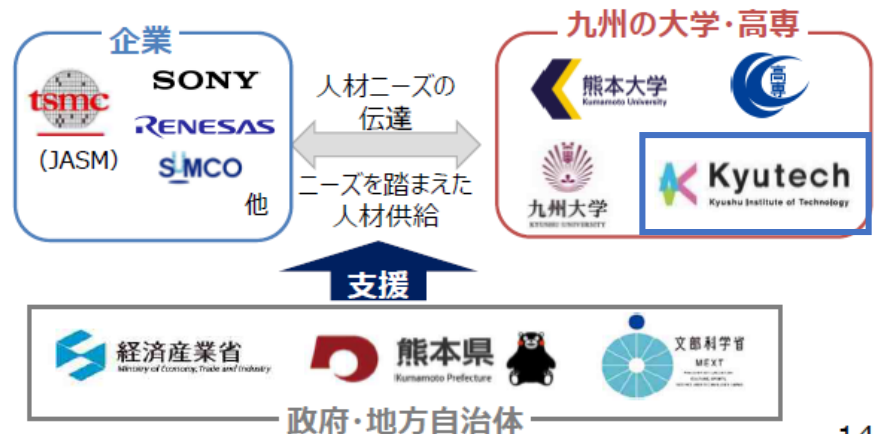 企業
九州の大学・高専
tsmc
(JASM)
SONY
RENESAS
SUMCO
他
人材ニーズの
伝達
ニーズを踏まえた
人材供給
熊本大学
Kumamoto University
高専
九州大学
KYUSHU UNIVERSITY
Kyutech
Kyushu Institute of Technology
支援
経済産業省
Ministry of Economy, Trade and Industry
熊本県
Kumamoto Prefecture
文部科学省
MEXT
政府・地方自治体
14